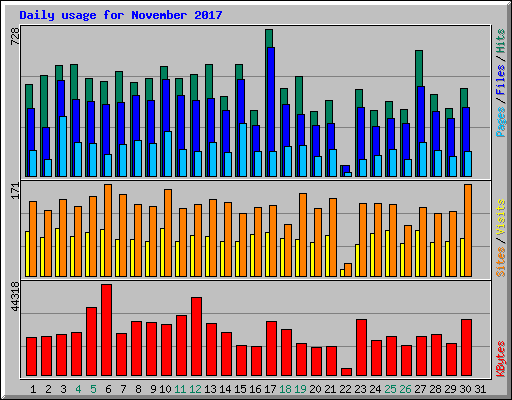 Daily usage for November 2017
728
Pages / Files / Hits
171
Sites / Visits
44318
KBytes
1 2 3 4 5 6 7 8 9 10 11 12 13 14 15 16 17 18 19 20 21 22 23 24 25 26 27 28 29 30 31